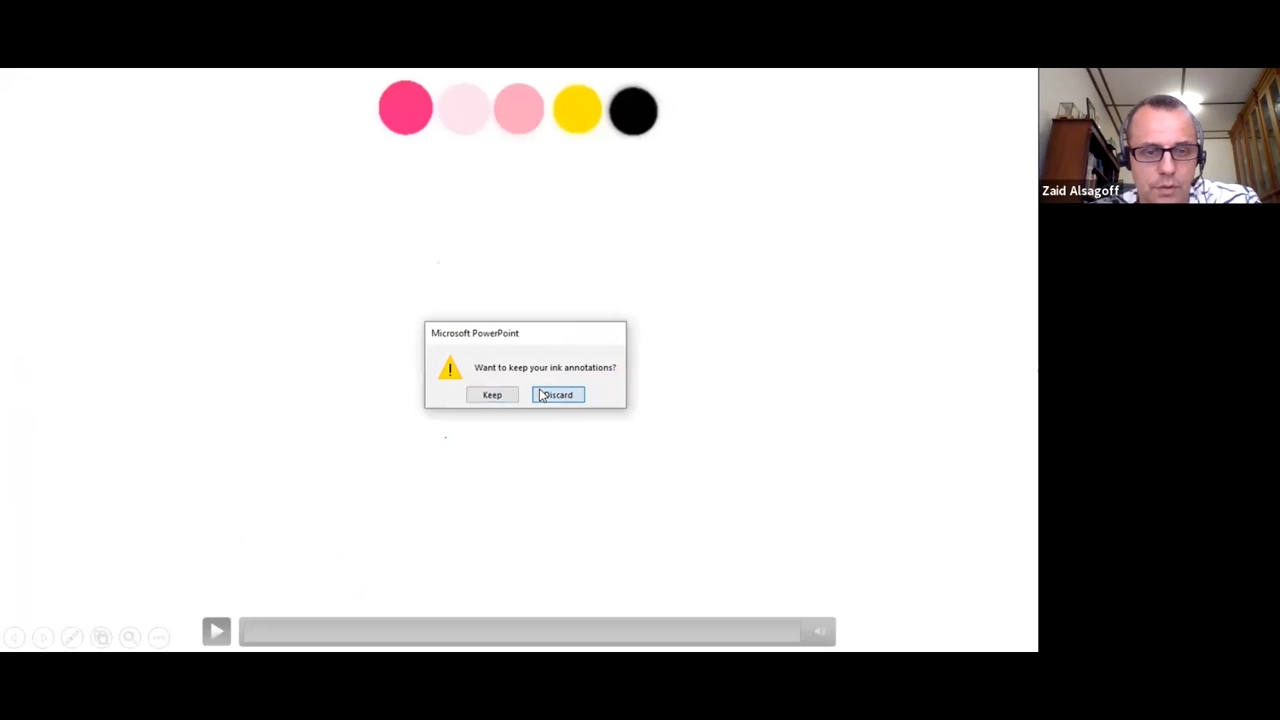 Zaid Alsagoff
Microsoft PowerPoint
Want to keep your ink annotations?
Keep
Discard